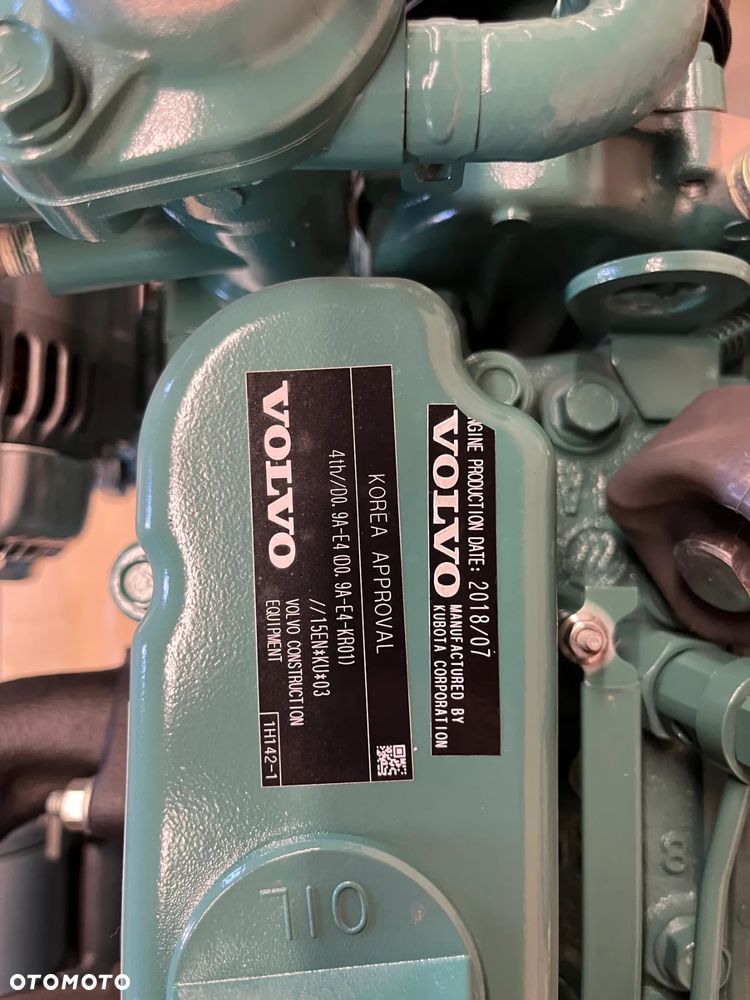 ENGINE PRODUCTION DATE: 2018/07
VOLVO
MANUFACTURED BY
KUBOTA CORPORATION
KOREA APPROVAL
4th//D0.9A-E4(D0.9A-E4-KR01)
//15EN*KU*03
VOLVO
VOLVO CONSTRUCTION
EQUIPMENT
1H142-1
OIL
8
OTOMOTO